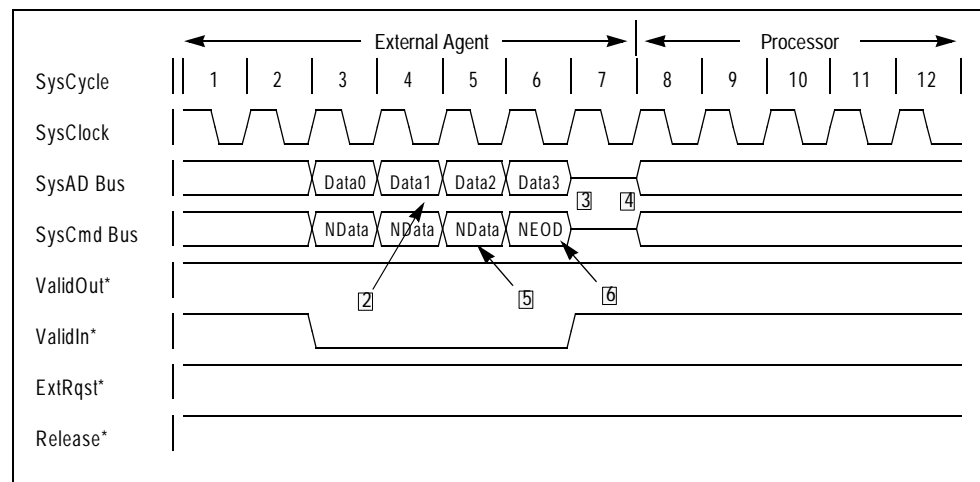 External Agent Processor
SysCycle 1 2 3 4 5 6 7 8 9 10 11 12
SysClock
SysAD Bus Data0 Data1 Data2 Data3
3 4
SysCmd Bus NData NData NData NEOD
ValidOut*
2 5 6
ValidIn*
ExtRqst*
Release*